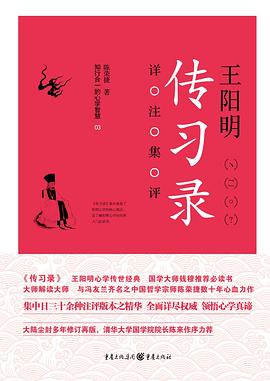 王阳明
传习录
详〇注〇集〇评
陈荣捷 著
知行合一的心学智慧 03
《传习录》 王阳明心学传世经典 国学大师钱穆推荐必读书
大师解读大师 与冯友兰齐名之中国哲学宗师陈荣捷数十年心血力作
集中日三十余种注评版本之精华 全面详尽权威 领悟心学真谛
大陆尘封多年修订再版，清华大学国学院院长陈来作序力荐
重庆出版集团 重庆出版社